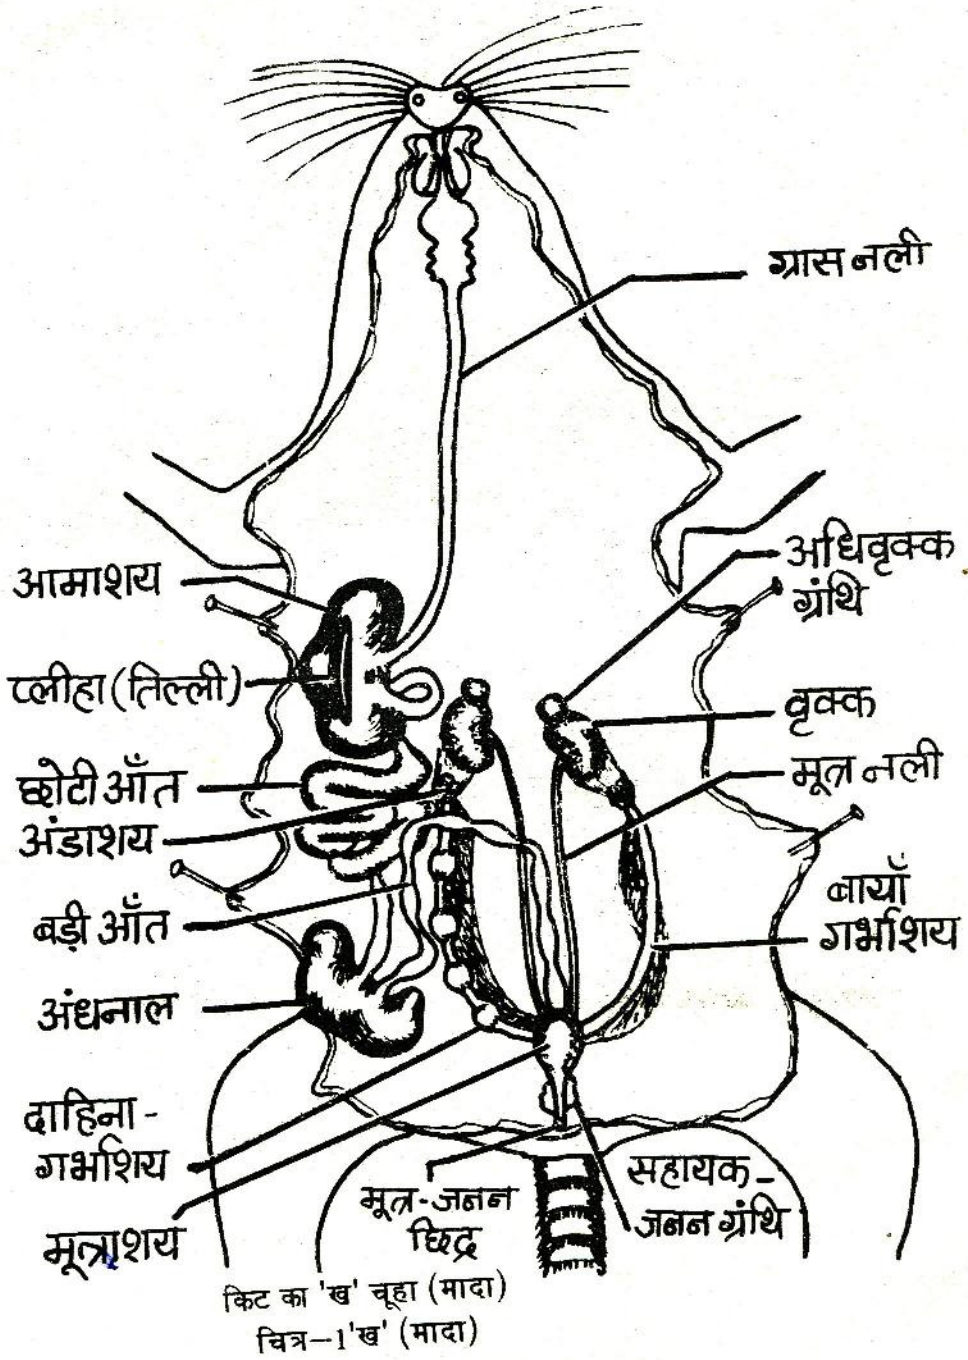 ग्रास नली
अधिवृक्क
ग्रंथि
आमाशय
प्लीहा (तिल्ली)
वृक्क
मूत्र नली
छोटी आँत
अंडाशय
बायाँ
गर्भाशय
बड़ी आँत
अंधनाल
दाहिना-
गर्भाशय
मूत्राशय
मूत्र-जनन
छिद्र
सहायक-
जनन ग्रंथि
किट का 'ख' चूहा (मादा)
चित्र-1'ख' (मादा)